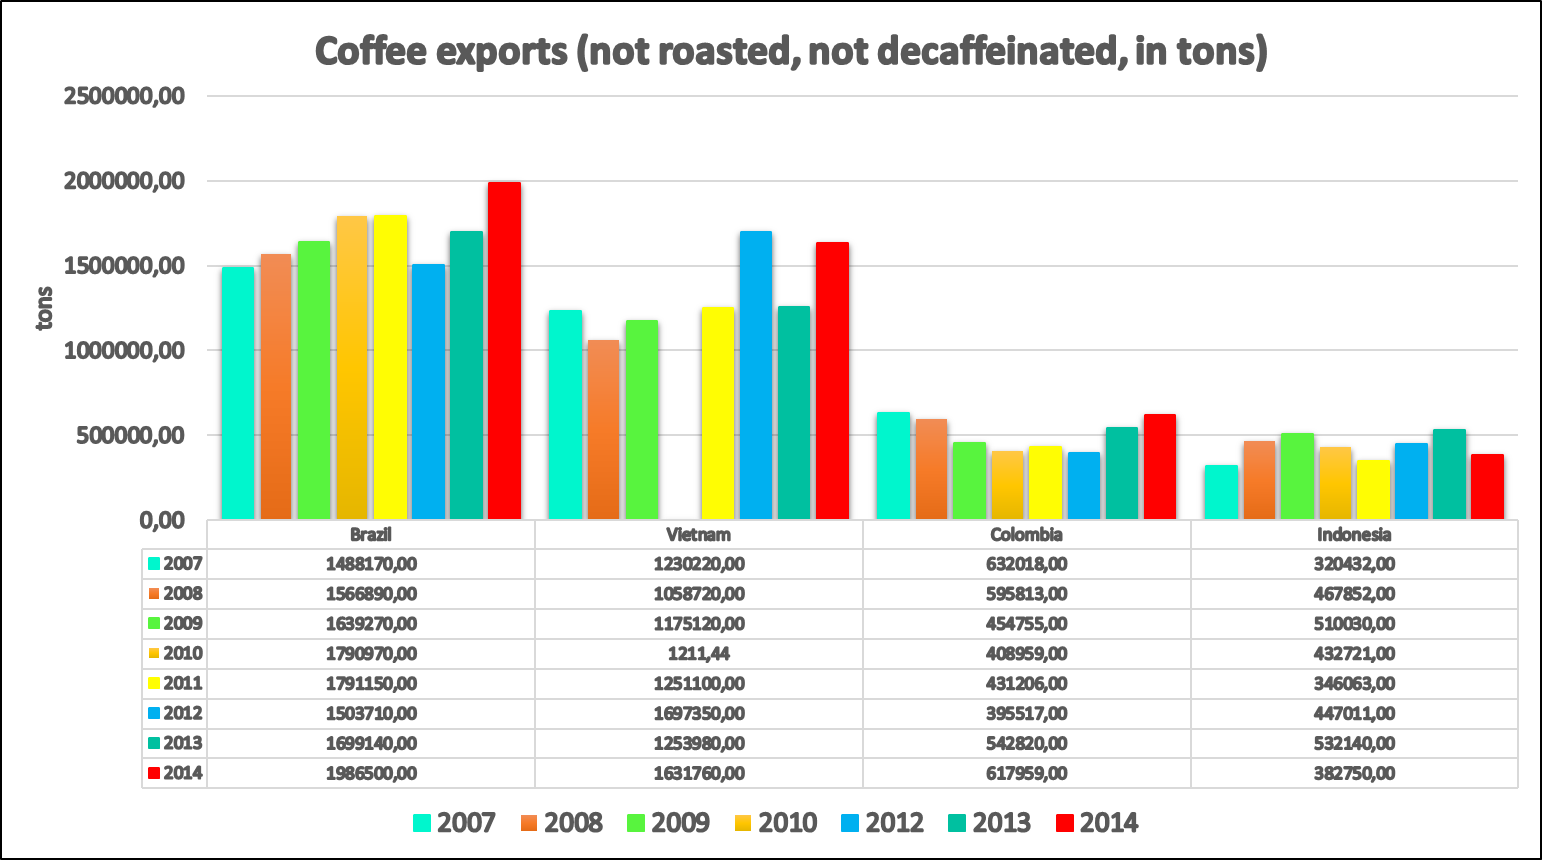 Coffee exports (not roasted, not decaffeinated, in tons)
2500000,00
2000000,00
1500000,00
1000000,00
500000,00
0,00
tons
Brazil Vietnam Colombia Indonesia
2007 1488170,00 1230220,00 632018,00 320432,00
2008 1566890,00 1058720,00 595813,00 467852,00
2009 1639270,00 1175120,00 454755,00 510030,00
2010 1790970,00 1211,44 408959,00 432721,00
2011 1791150,00 1251100,00 431206,00 346063,00
2012 1503710,00 1697350,00 395517,00 447011,00
2013 1699140,00 1253980,00 542820,00 532140,00
2014 1986500,00 1631760,00 617959,00 382750,00
2007 2008 2009 2010 2012 2013 2014